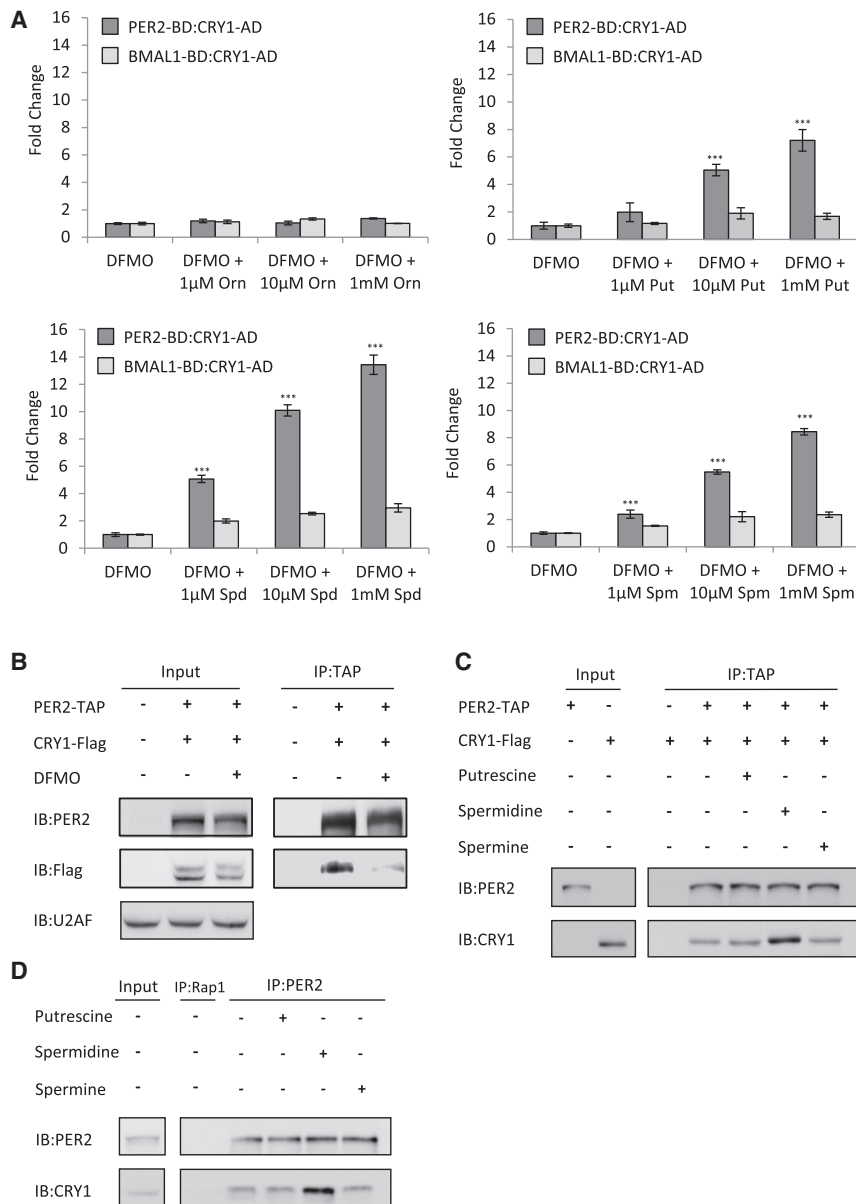 A
16
14
12
10
8
6
4
2
0
Fold Change
PER2-BD:CRY1-AD
BMAL1-BD:CRY1-AD
DFMO
DFMO +
1µM Orn
DFMO +
10µM Orn
DFMO +
1mM Orn
16
14
12
10
8
6
4
2
0
Fold Change
PER2-BD:CRY1-AD
BMAL1-BD:CRY1-AD
***
***
DFMO
DFMO +
1µM Put
DFMO +
10µM Put
DFMO +
1mM Put
16
14
12
10
8
6
4
2
0
Fold Change
PER2-BD:CRY1-AD
BMAL1-BD:CRY1-AD
***
***
***
DFMO
DFMO +
1µM Spd
DFMO +
10µM Spd
DFMO +
1mM Spd
16
14
12
10
8
6
4
2
0
Fold Change
PER2-BD:CRY1-AD
BMAL1-BD:CRY1-AD
***
***
***
DFMO
DFMO +
1µM Spm
DFMO +
10µM Spm
DFMO +
1mM Spm
B
Input IP:TAP
PER2-TAP - + + - + +
CRY1-Flag - + + - + +
DFMO - - + - - +
IB:PER2
IB:Flag
IB:U2AF
C
Input IP:TAP
PER2-TAP + - - + + + +
CRY1-Flag - + + + + + +
Putrescine - - - - + - -
Spermidine - - - - - + -
Spermine - - - - - - +
IB:PER2
IB:CRY1
D
Input IP:Rap1 IP:PER2
Putrescine - - - + - -
Spermidine - - - - + -
Spermine - - - - - +
IB:PER2
IB:CRY1